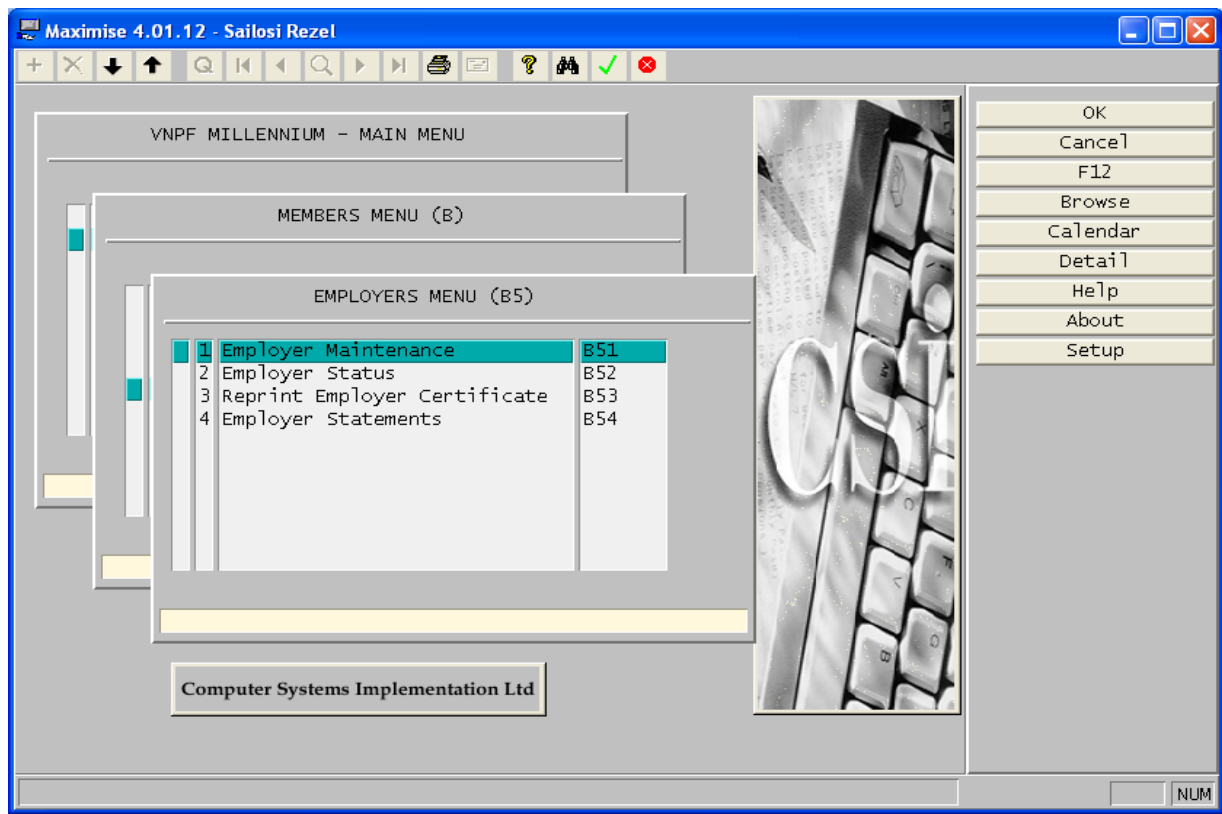 Maximise 4.01.12 - Sailosi Rezel
VNPF MILLENNIUM - MAIN MENU
MEMBERS MENU (B)
EMPLOYERS MENU (B5)
1 Employer Maintenance B51
2 Employer Status B52
3 Reprint Employer Certificate B53
4 Employer Statements B54
Computer Systems Implementation Ltd
CSI
OK
Cancel
F12
Browse
Calendar
Detail
Help
About
Setup
NUM